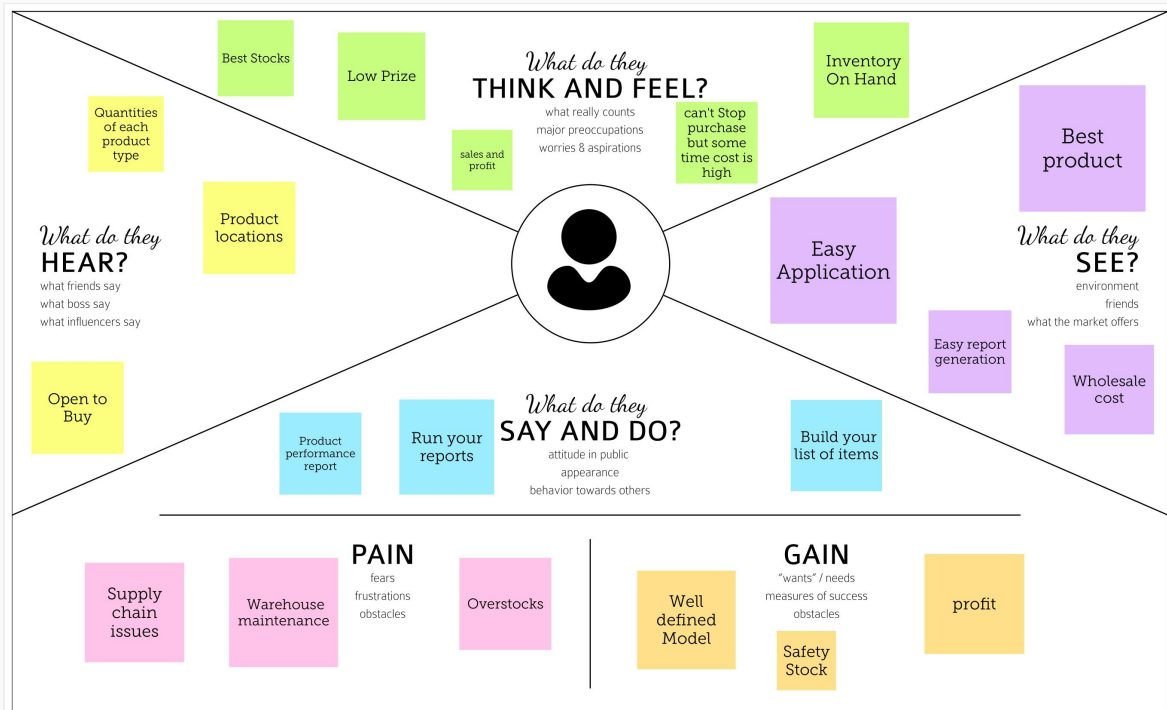 What do they
THINK AND FEEL?
what really counts
major preoccupations
worries & aspirations
Best Stocks
Low Prize
sales and
profit
can't Stop
purchase
but some
time cost is
high
Inventory
On Hand
What do they
HEAR?
what friends say
what boss say
what influencers say
Quantities
of each
product
type
Product
locations
Open to
Buy
What do they
SEE?
environment
friends
what the market offers
Best
product
Easy
Application
Easy report
generation
Wholesale
cost
What do they
SAY AND DO?
attitude in public
appearance
behavior towards others
Product
performance
report
Run your
reports
Build your
list of items
PAIN
fears
frustrations
obstacles
Supply
chain
issues
Warehouse
maintenance
Overstocks
GAIN
"wants" / needs
measures of success
obstacles
Well
defined
Model
Safety
Stock
profit